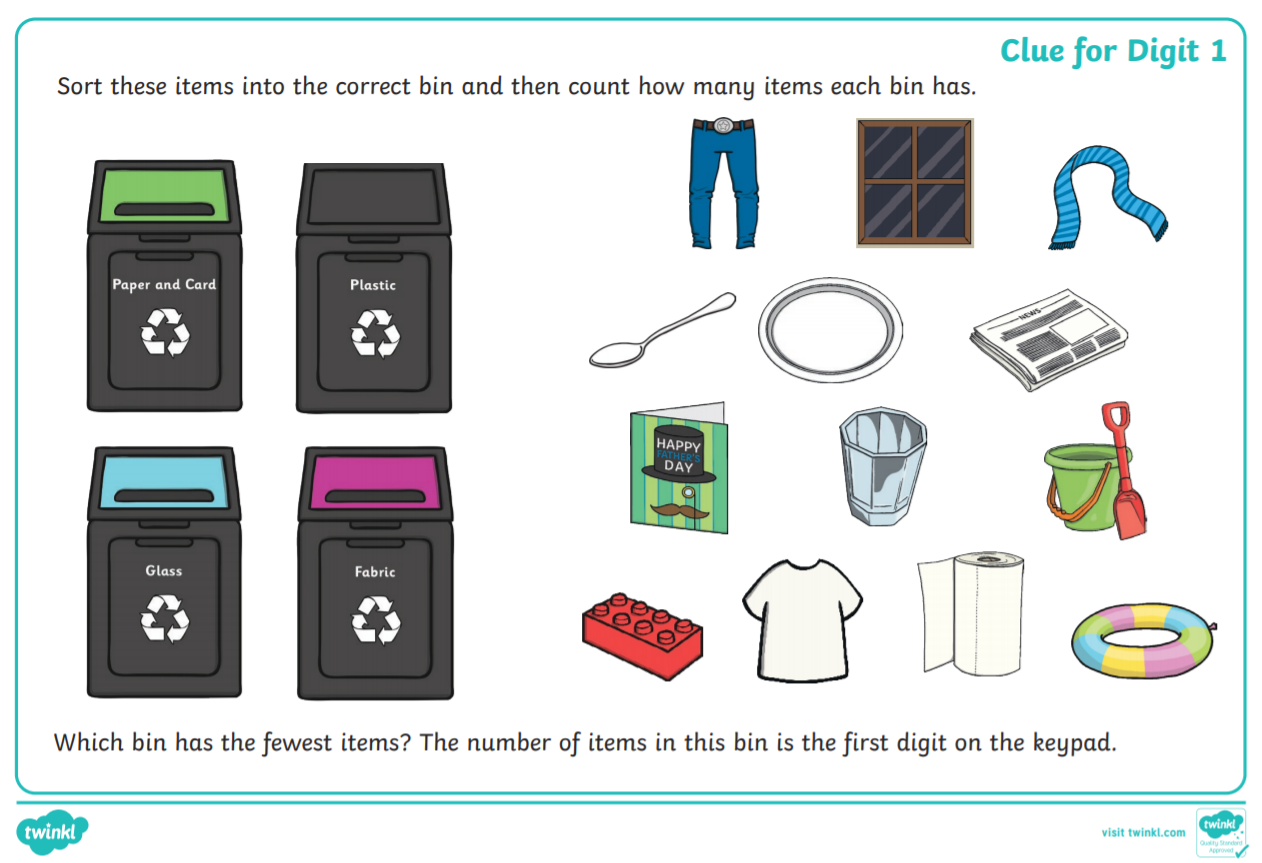 Clue for Digit 1
Sort these items into the correct bin and then count how many items each bin has.
Paper and Card
Plastic
NEWS
HAPPY
FATHER'S
DAY
Glass
Fabric
Which bin has the fewest items? The number of items in this bin is the first digit on the keypad.
twinkl
visit twinkl.com
twinkl
Quality Standard
Approved